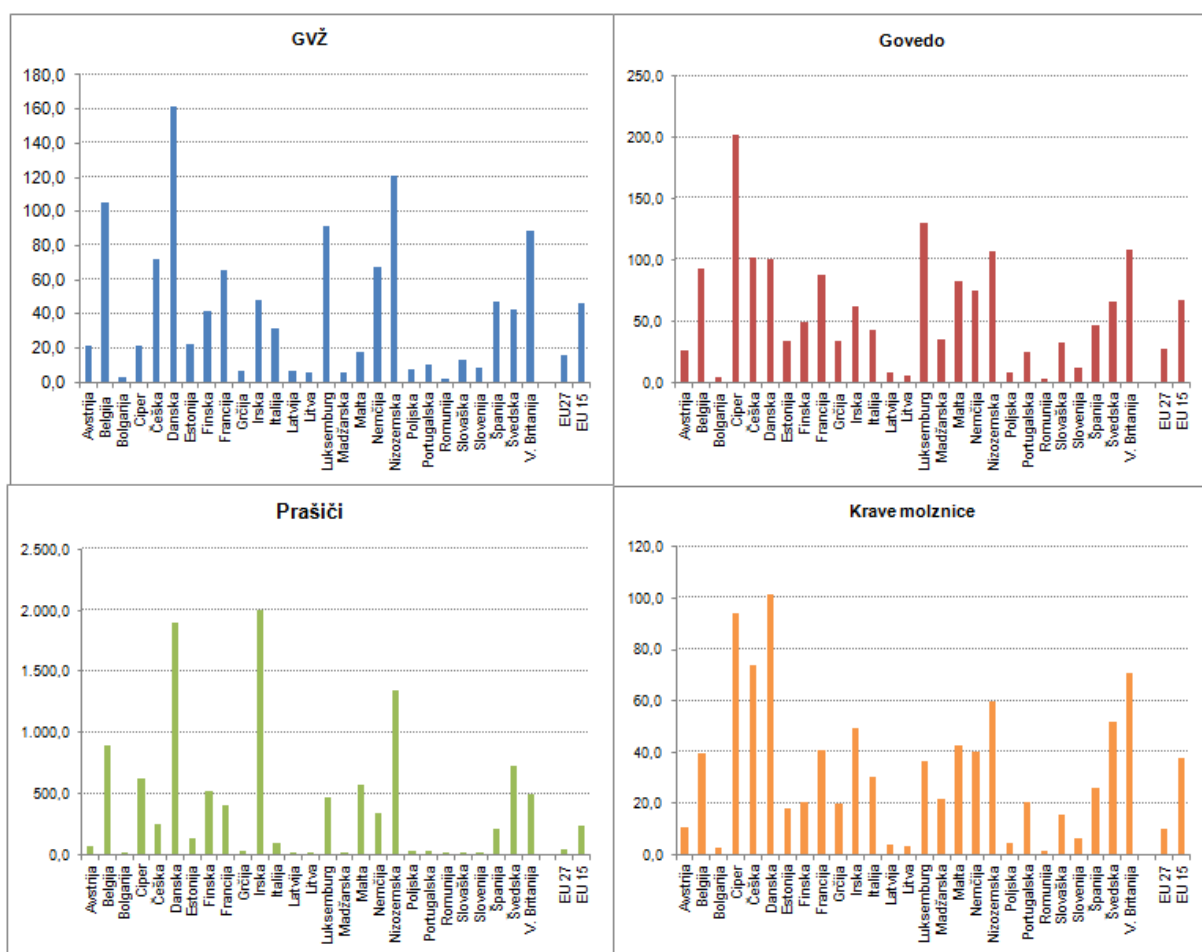 GVŽ
180,0
160,0
140,0
120,0
100,0
80,0
60,0
40,0
20,0
0,0
Avstrija
Belgija
Bolgarija
Ciper
Češka
Danska
Estonija
Finska
Francija
Grčija
Irska
Italija
Latvija
Litva
Luksemburg
Madžarska
Malta
Nemčija
Nizozemska
Poljska
Portugalska
Romunija
Slovaška
Slovenija
Španija
Švedska
V. Britanija
EU27
EU 15
Govedo
250,0
200,0
150,0
100,0
50,0
0,0
Avstrija
Belgija
Bolgarija
Ciper
Češka
Danska
Estonija
Finska
Francija
Grčija
Irska
Italija
Latvija
Litva
Luksemburg
Madžarska
Malta
Nemčija
Nizozemska
Poljska
Portugalska
Romunija
Slovaška
Slovenija
Španija
Švedska
V. Britanija
EU 27
EU 15
Prašiči
2.500,0
2.000,0
1.500,0
1.000,0
500,0
0,0
Avstrija
Belgija
Bolgarija
Ciper
Češka
Danska
Estonija
Finska
Francija
Grčija
Irska
Italija
Latvija
Litva
Luksemburg
Madžarska
Malta
Nemčija
Nizozemska
Poljska
Portugalska
Romunija
Slovaška
Slovenija
Španija
Švedska
V. Britanija
EU 27
EU 15
Krave molznice
120,0
100,0
80,0
60,0
40,0
20,0
0,0
Avstrija
Belgija
Bolgarija
Ciper
Češka
Danska
Estonija
Finska
Francija
Grčija
Irska
Italija
Latvija
Litva
Luksemburg
Madžarska
Malta
Nemčija
Nizozemska
Poljska
Portugalska
Romunija
Slovaška
Slovenija
Španija
Švedska
V. Britanija
EU 27
EU 15